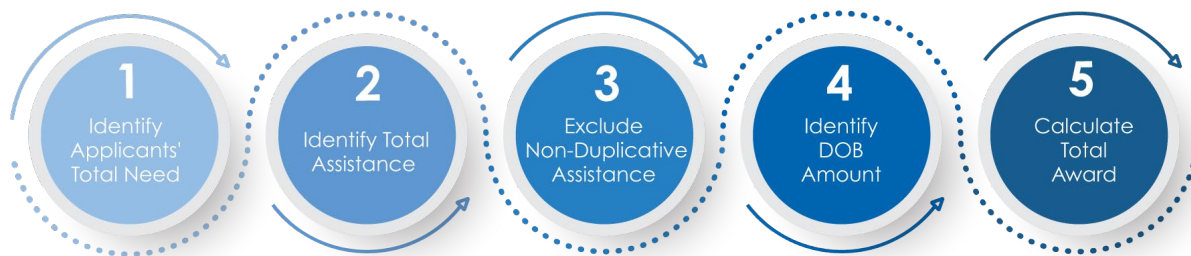 1
Identify
Applicants'
Total Need
2
Identify Total
Assistance
3
Exclude
Non-Duplicative
Assistance
4
Identify
DOB
Amount
5
Calculate
Total
Award